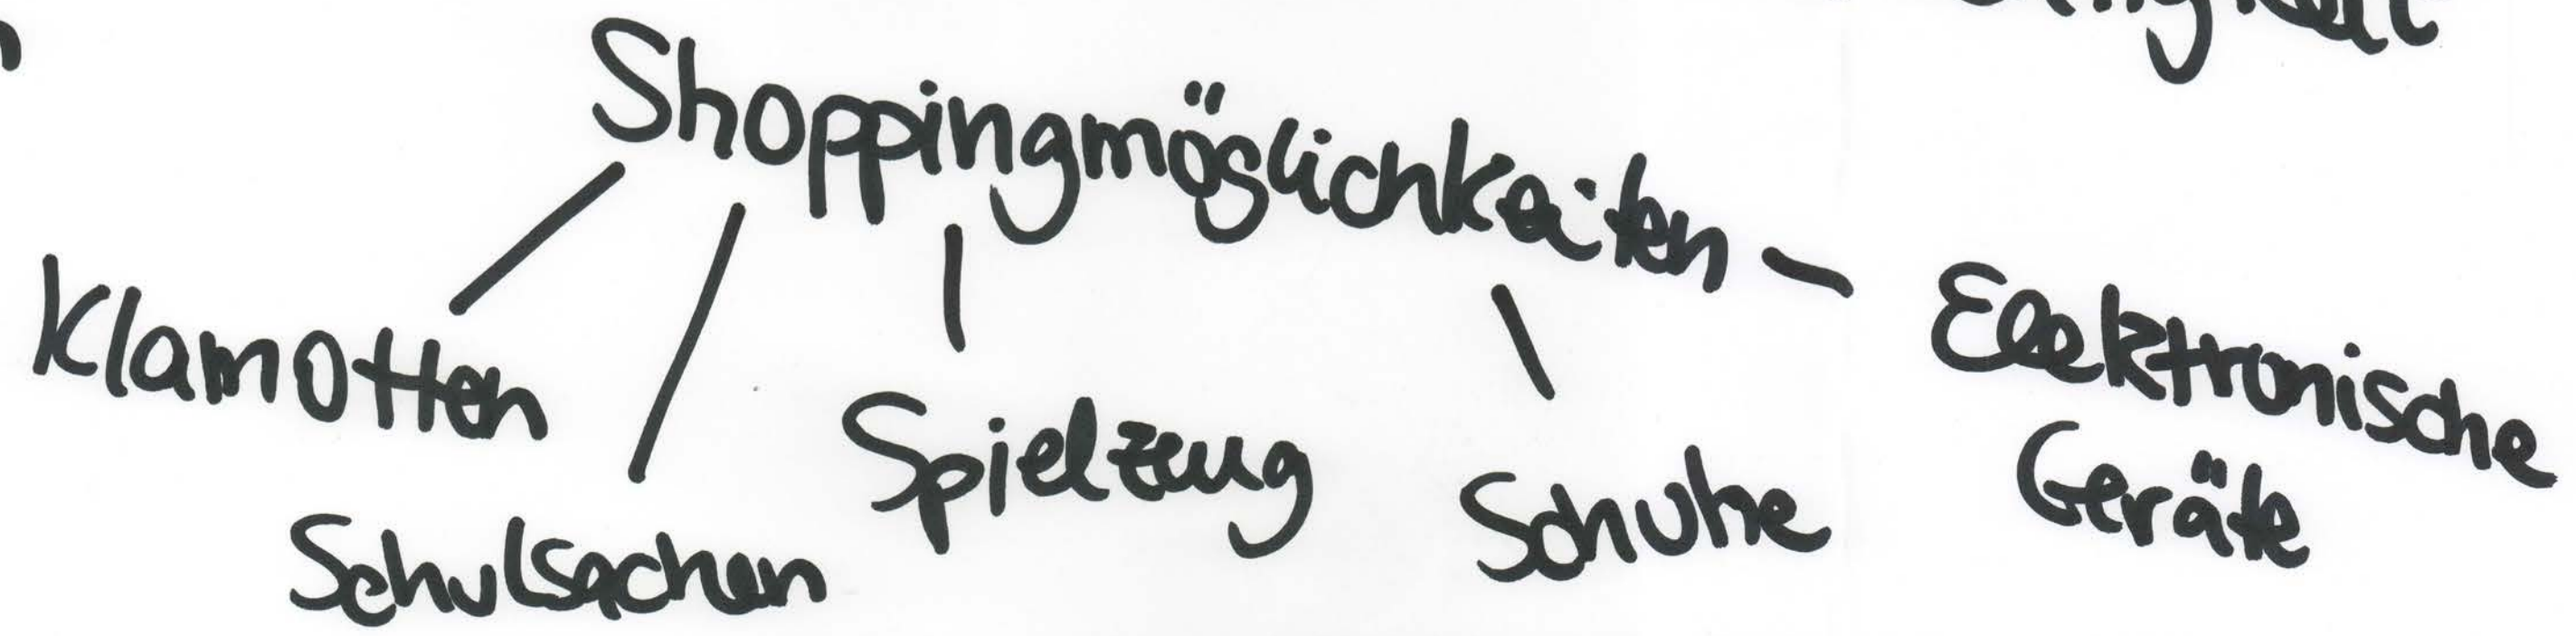 Shoppingmöglichkeiten
Klamotten
Schulsachen
Spielzeug
Schuhe
Elektronische
Geräte